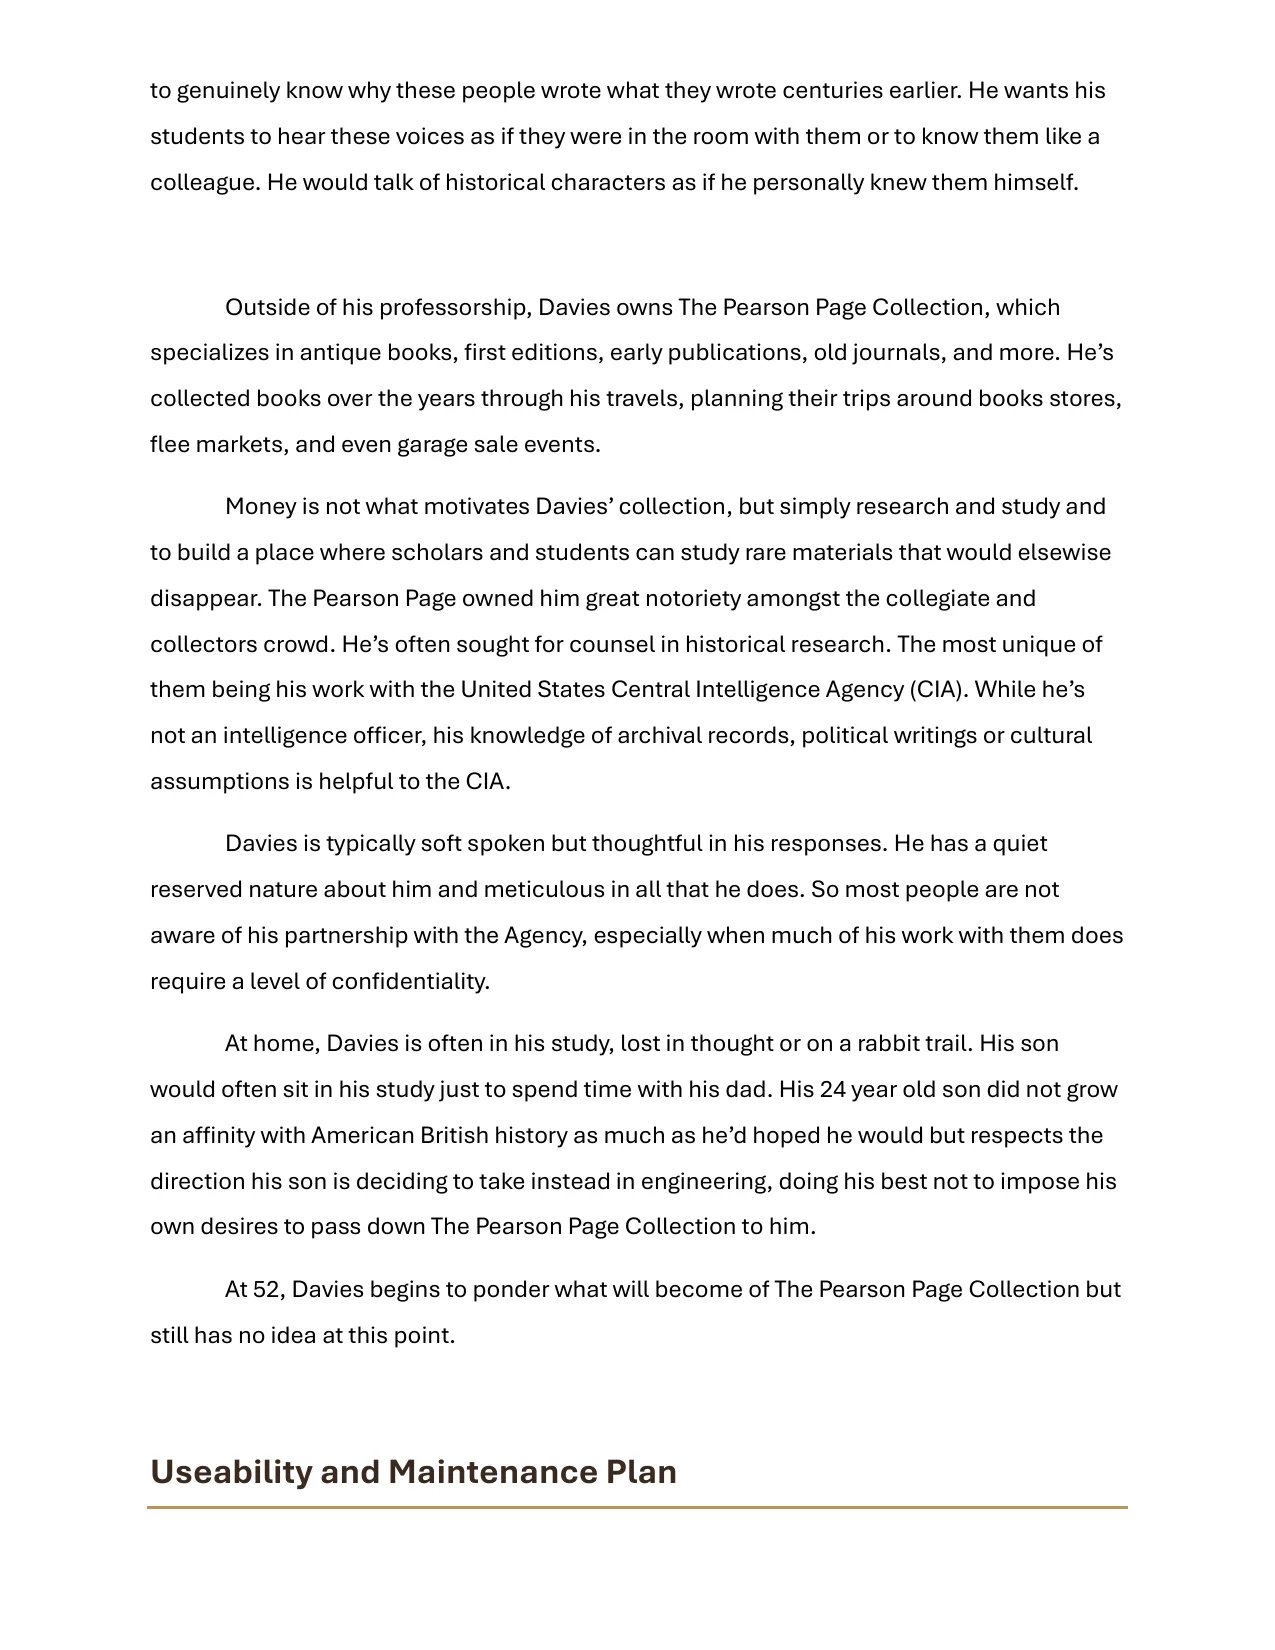 to genuinely know why these people wrote what they wrote centuries earlier. He wants his
students to hear these voices as if they were in the room with them or to know them like a
colleague. He would talk of historical characters as if he personally knew them himself.
Outside of his professorship, Davies owns The Pearson Page Collection, which
specializes in antique books, first editions, early publications, old journals, and more. He’s
collected books over the years through his travels, planning their trips around books stores,
flee markets, and even garage sale events.
Money is not what motivates Davies’ collection, but simply research and study and
to build a place where scholars and students can study rare materials that would elsewise
disappear. The Pearson Page owned him great notoriety amongst the collegiate and
collectors crowd. He’s often sought for counsel in historical research. The most unique of
them being his work with the United States Central Intelligence Agency (CIA). While he’s
not an intelligence officer, his knowledge of archival records, political writings or cultural
assumptions is helpful to the CIA.
Davies is typically soft spoken but thoughtful in his responses. He has a quiet
reserved nature about him and meticulous in all that he does. So most people are not
aware of his partnership with the Agency, especially when much of his work with them does
require a level of confidentiality.
At home, Davies is often in his study, lost in thought or on a rabbit trail. His son
would often sit in his study just to spend time with his dad. His 24 year old son did not grow
an affinity with American British history as much as he’d hoped he would but respects the
direction his son is deciding to take instead in engineering, doing his best not to impose his
own desires to pass down The Pearson Page Collection to him.
At 52, Davies begins to ponder what will become of The Pearson Page Collection but
still has no idea at this point.
Useability and Maintenance Plan